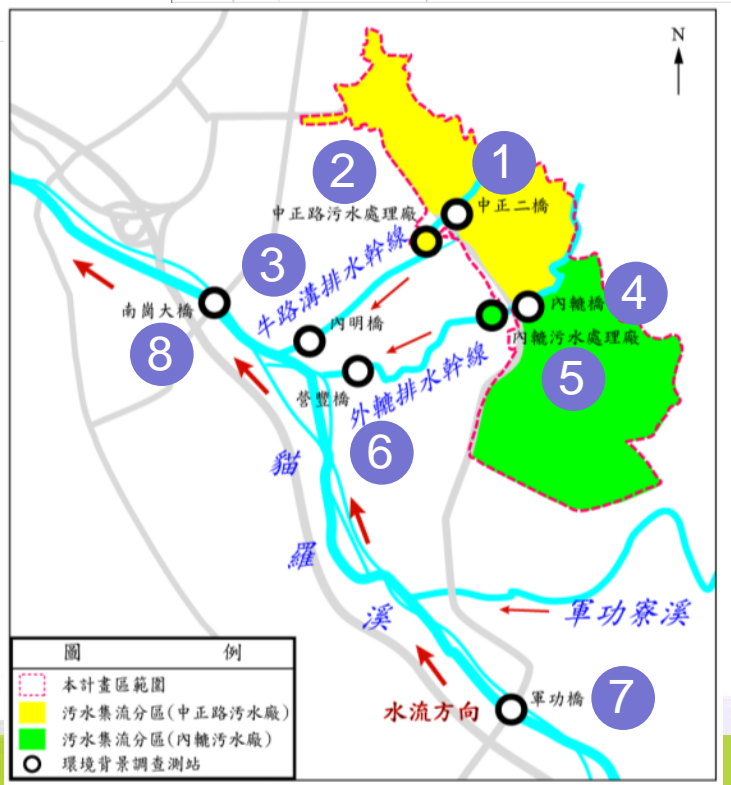 N
1
2
中正二橋
中正路污水處理廠
3
牛路溝排水幹線
4
內轆橋
南崗大橋
內明橋
內轆污水處理廠
8
5
營豐橋
外轆排水幹線
6
貓
羅
溪
軍功寮溪
7
軍功橋
水流方向
圖 例
本計畫區範圍
污水集流分區(中正路污水廠)
污水集流分區(內轆污水廠)
環境背景調查測站